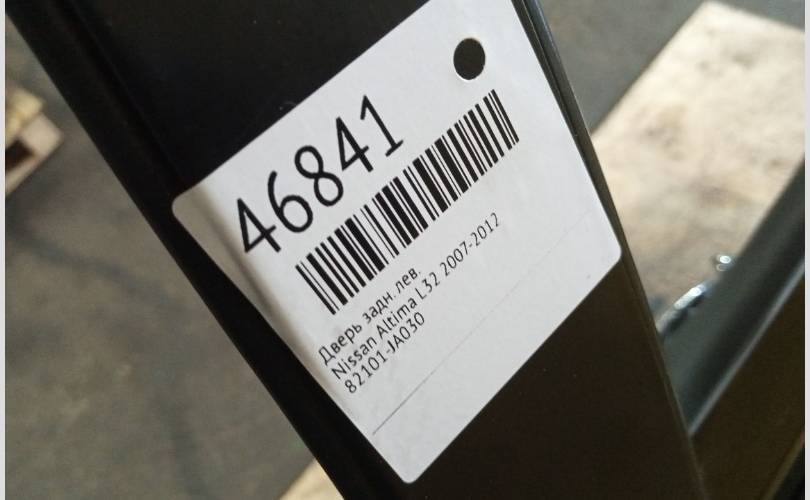 46841
Дверь задн. лев.
Nissan Altima L32 2007-2012
82101-JA030